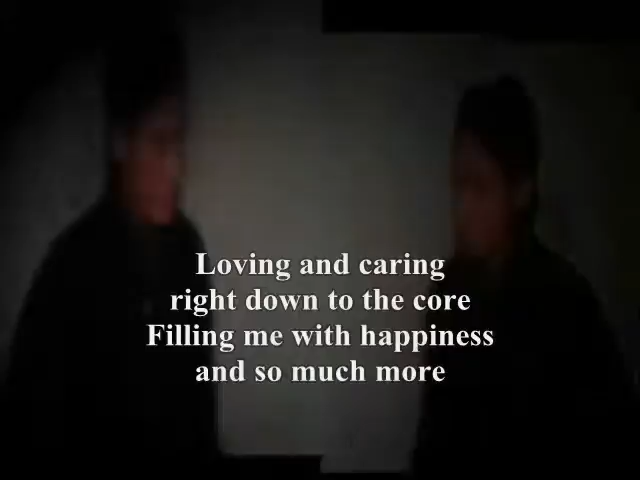 Loving and caring
right down to the core
Filling me with happiness
and so much more